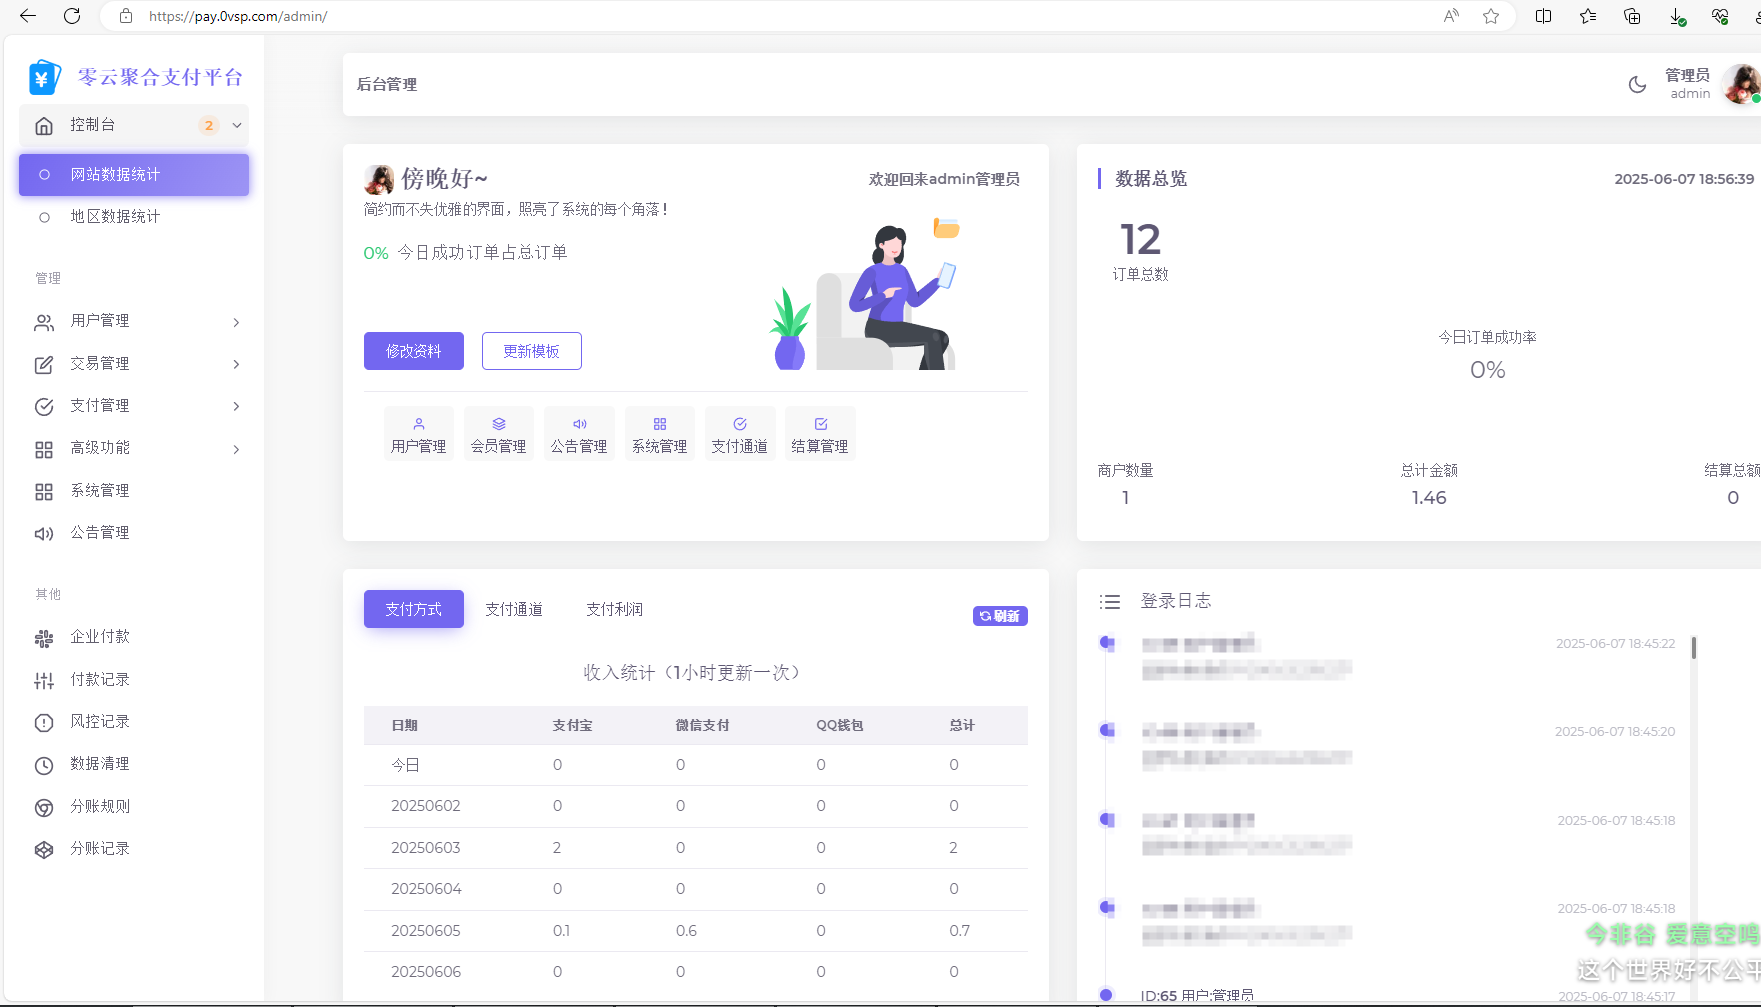 https://pay.0vsp.com/admin/
零云聚合支付平台
控制台 2
网站数据统计
地区数据统计
管理
用户管理
交易管理
支付管理
高级功能
系统管理
公告管理
其他
企业付款
付款记录
风控记录
数据清理
分账规则
分账记录
后台管理
管理员
admin
傍晚好~
欢迎回来admin管理员
简约而不失优雅的界面，照亮了系统的每个角落！
0% 今日成功订单占总订单
修改资料 更新模板
用户管理 会员管理 公告管理 系统管理 支付通道 结算管理
数据总览 2025-06-07 18:56:39
12
订单总数
今日订单成功率
0%
商户数量 总计金额 结算总额
1 1.46 0
支付方式 支付通道 支付利润
刷新
收入统计（1小时更新一次）
日期 支付宝 微信支付 QQ钱包 总计
今日 0 0 0 0
20250602 0 0 0 0
20250603 2 0 0 2
20250604 0 0 0 0
20250605 0.1 0.6 0 0.7
20250606 0 0 0 0
登录日志
2025-06-07 18:45:22
2025-06-07 18:45:20
2025-06-07 18:45:18
2025-06-07 18:45:18
今非谷 爱意空鸣
这个世界好不公平
ID:65 用户:管理员 2025-06-07 18:45:17